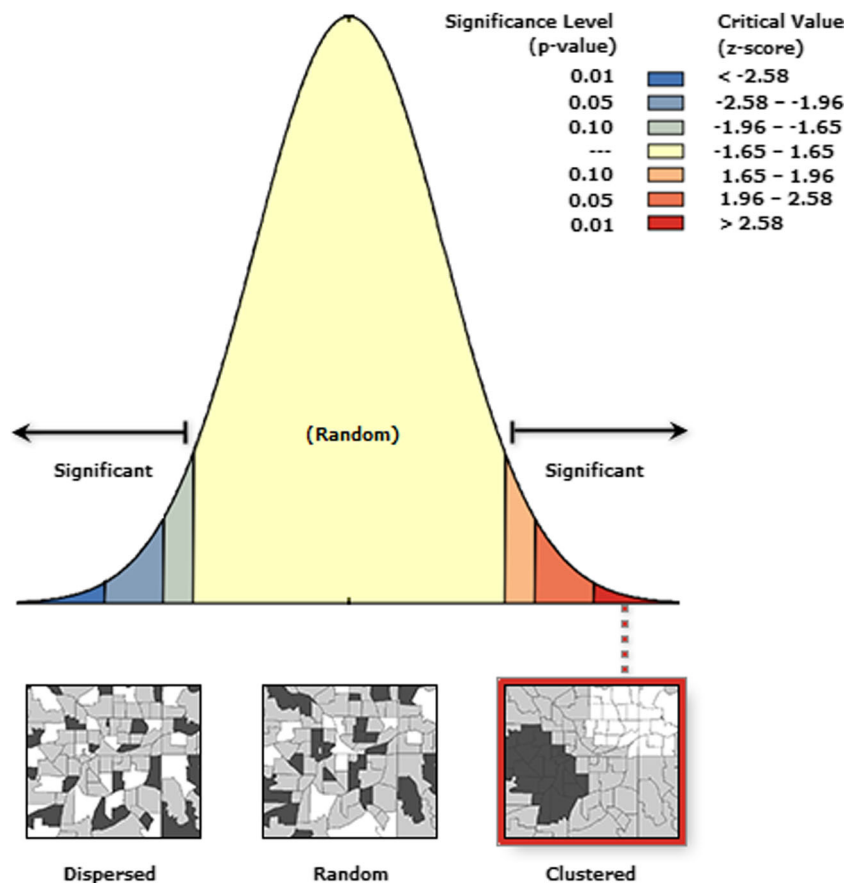 Significance Level Critical Value
(p-value) (z-score)
0.01 < -2.58
0.05 -2.58 – -1.96
0.10 -1.96 – -1.65
--- -1.65 – 1.65
0.10 1.65 – 1.96
0.05 1.96 – 2.58
0.01 > 2.58
(Random)
Significant Significant
Dispersed Random Clustered